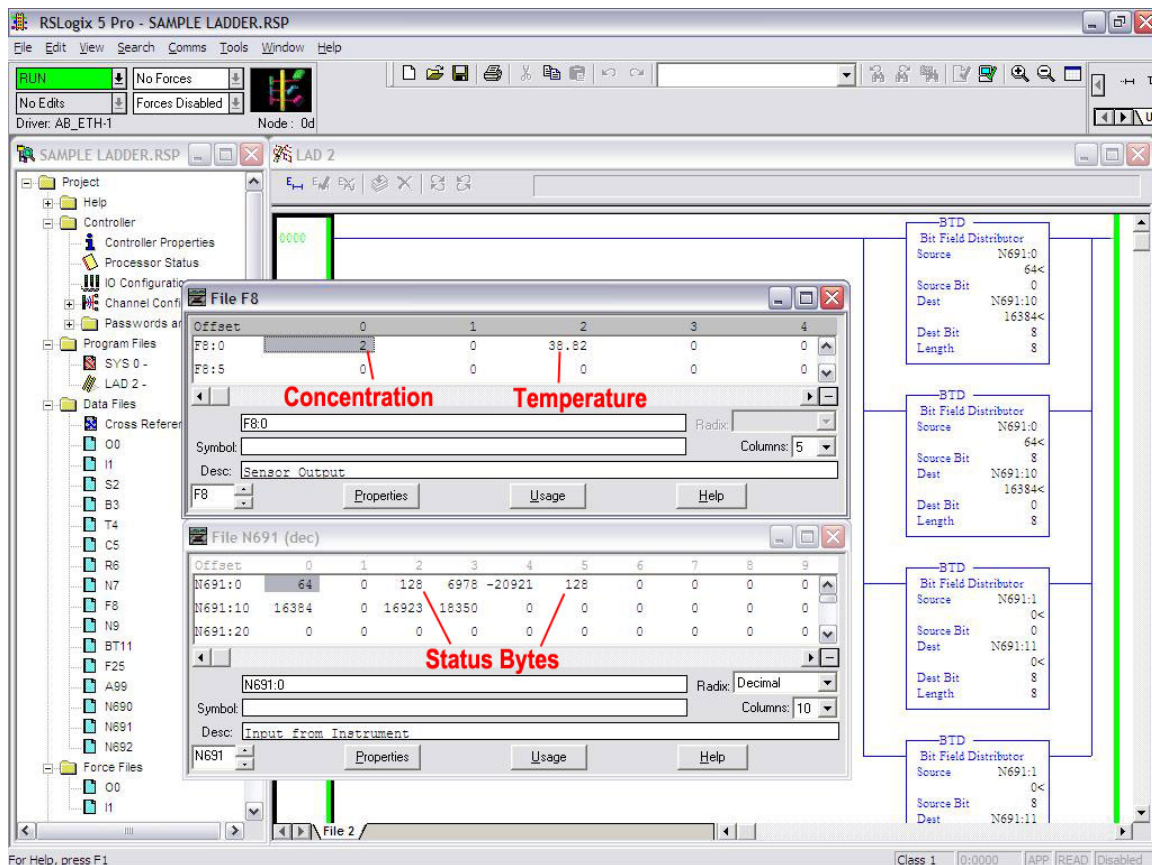 RSLogix 5 Pro - SAMPLE LADDER.RSP
File Edit View Search Comms Tools Window Help
RUN No Forces
No Edits Forces Disabled
Driver: AB_ETH-1 Node : 0d
SAMPLE LADDER.RSP
Project
Help
Controller
Controller Properties
Processor Status
IO Configuratio
Channel Confi
Passwords a
Program Files
SYS 0 -
LAD 2 -
Data Files
Cross Referen
O0
I1
S2
B3
T4
C5
R6
N7
F8
N9
BT11
F25
A99
N690
N691
N692
Force Files
O0
I1
LAD 2
0000
BTD
Bit Field Distributor
Source N691:0
64<
Source Bit 0
Dest N691:10
16384<
Dest Bit 8
Length 8
BTD
Bit Field Distributor
Source N691:0
64<
Source Bit 8
Dest N691:10
16384<
Dest Bit 0
Length 8
BTD
Bit Field Distributor
Source N691:1
0<
Source Bit 0
Dest N691:11
0<
Dest Bit 8
Length 8
BTD
Bit Field Distributor
Source N691:1
0<
Source Bit 8
Dest N691:11
File F8
Offset 0 1 2 3 4
F8:0 2 0 38.82 0 0
F8:5 0 0 0 0 0
Concentration Temperature
F8:0 Radix:
Symbol: Columns: 5
Desc: Sensor Output
F8 Properties Usage Help
File N691 (dec)
Offset 0 1 2 3 4 5 6 7 8 9
N691:0 64 0 128 6978 -20921 128 0 0 0 0
N691:10 16384 0 16923 18350 0 0 0 0 0 0
N691:20 0 0 0 0 0 0 0 0 0 0
Status Bytes
N691:0 Radix: Decimal
Symbol: Columns: 10
Desc: Input from Instrument
N691 Properties Usage Help
File 2
For Help, press F1 Class 1 0:0000 APP READ Disabled